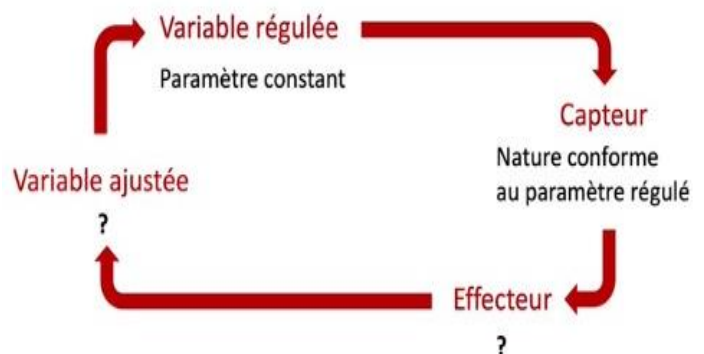 Variable régulée
Paramètre constant
Capteur
Nature conforme
au paramètre régulé
Variable ajustée
?
Effecteur
?